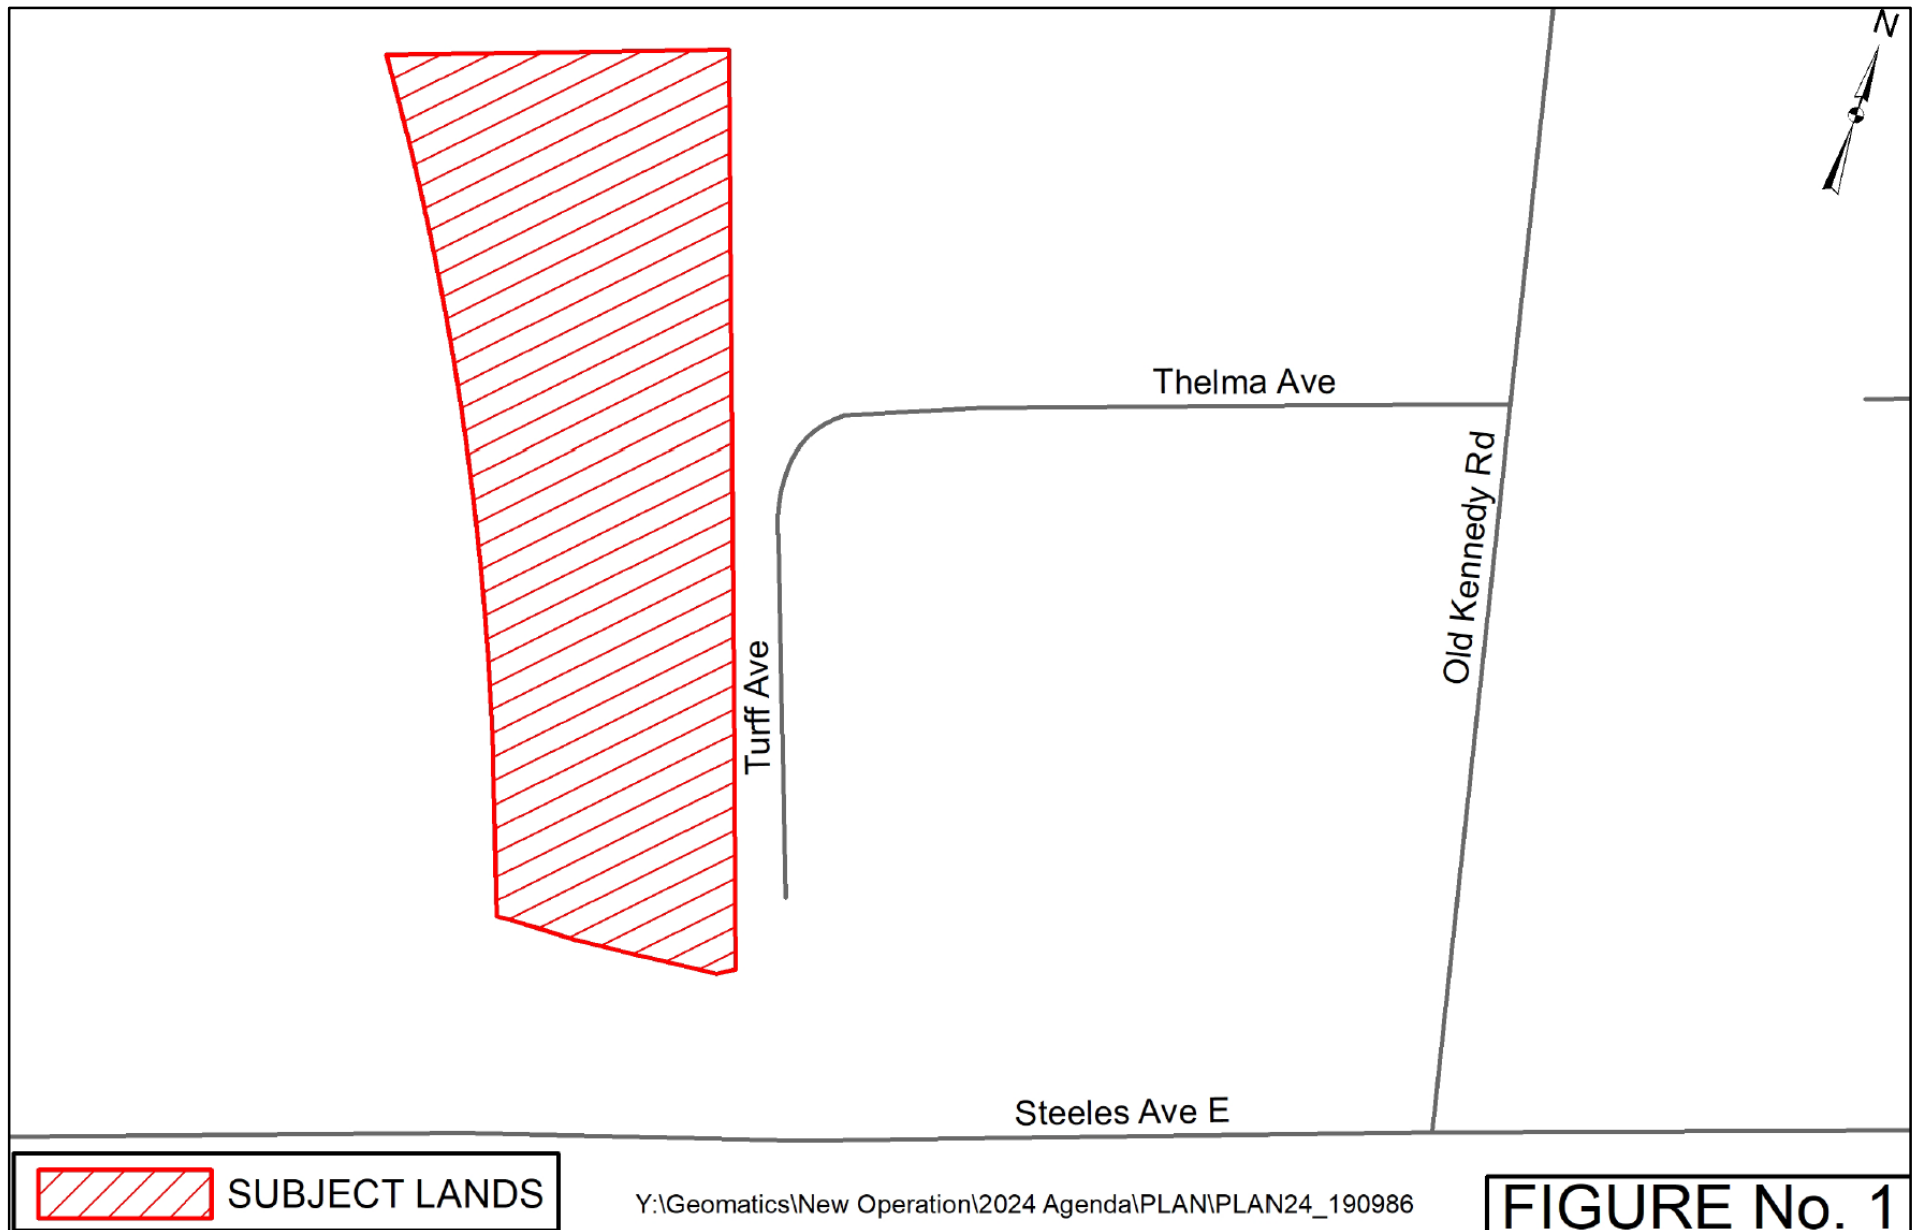 N
Thelma Ave
Old Kennedy Rd
Turff Ave
Steeles Ave E
SUBJECT LANDS
Y:\Geomatics\New Operation\2024 Agenda\PLAN\PLAN24_190986
FIGURE No. 1